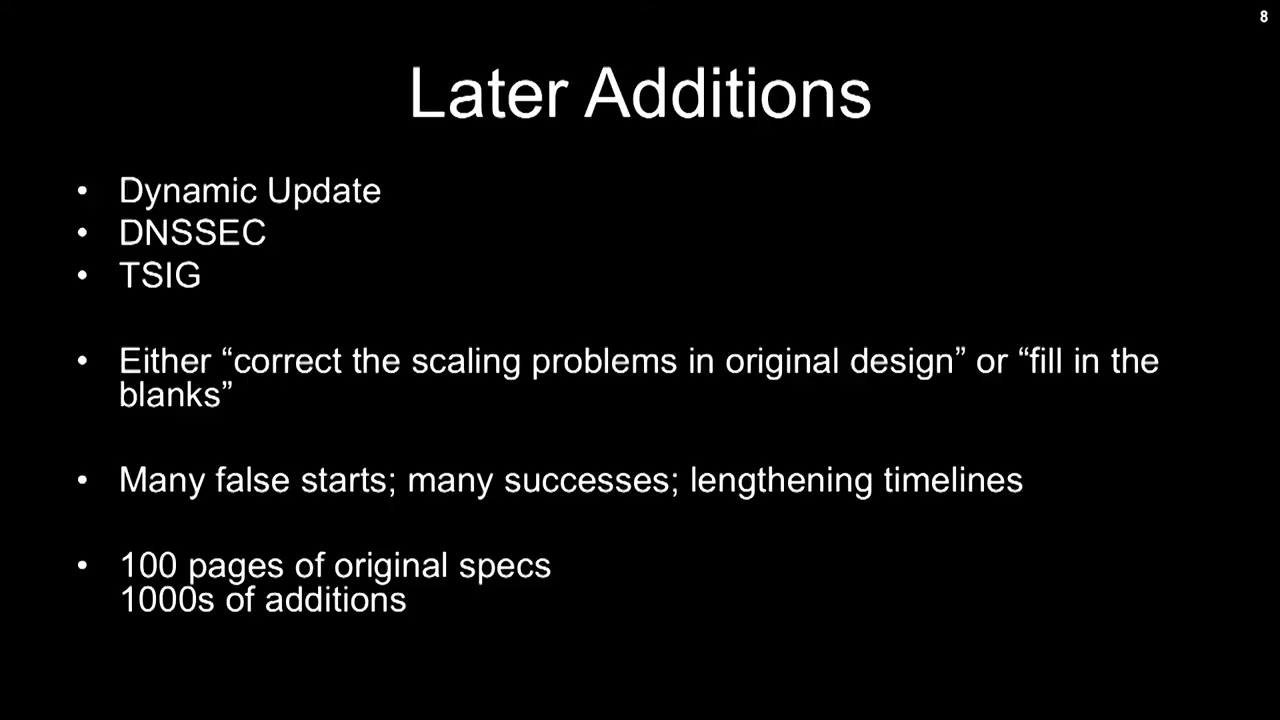 8
Later Additions
• Dynamic Update
• DNSSEC
• TSIG
• Either “correct the scaling problems in original design” or “fill in the
blanks”
• Many false starts; many successes; lengthening timelines
• 100 pages of original specs
1000s of additions